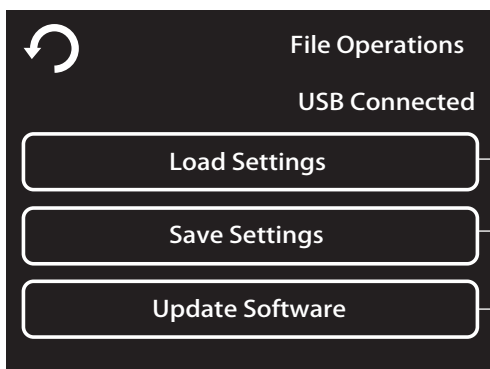 File Operations
USB Connected
Load Settings
Save Settings
Update Software